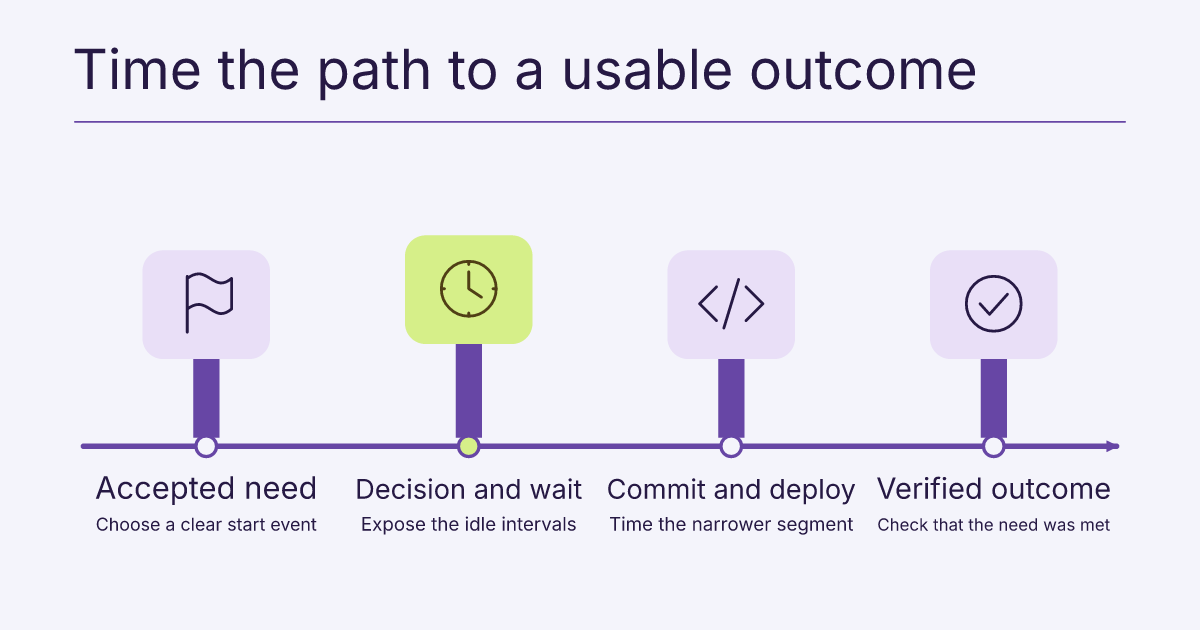 Time the path to a usable outcome
Accepted need
Choose a clear start event
Decision and wait
Expose the idle intervals
Commit and deploy
Time the narrower segment
Verified outcome
Check that the need was met